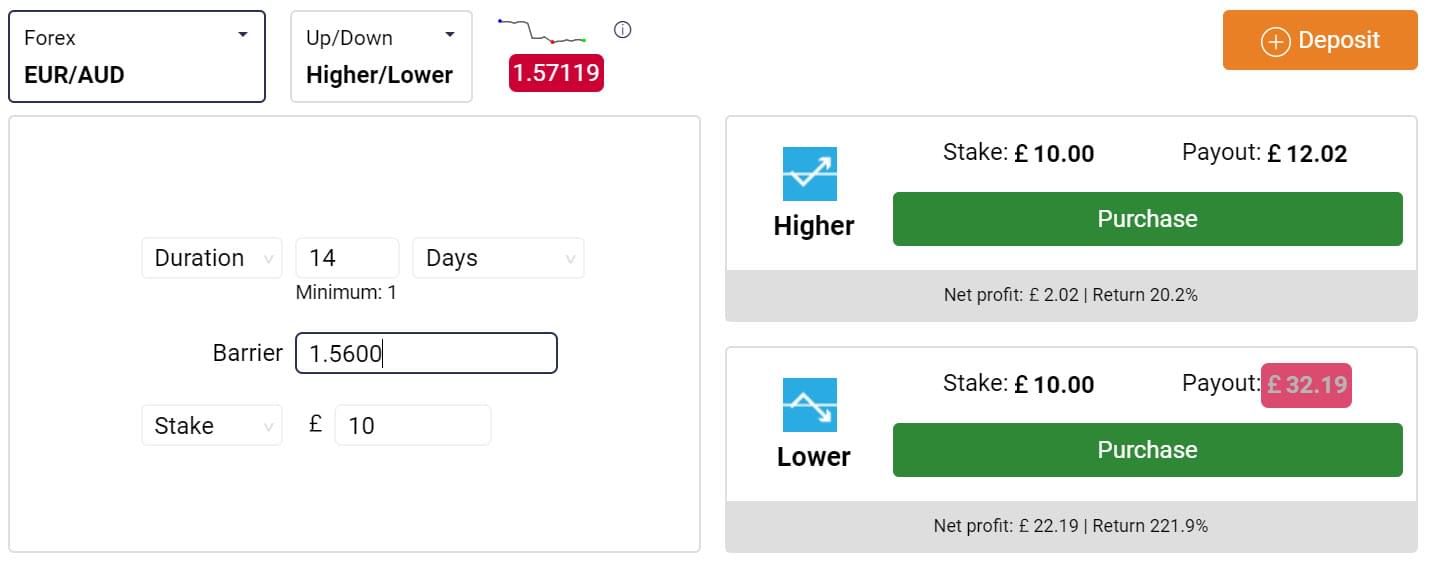 Forex
EUR/AUD
Up/Down
Higher/Lower
1.57119
Deposit
Duration 14 Days
Minimum: 1
Barrier 1.5600
Stake £ 10
Stake: £ 10.00 Payout: £ 12.02
Higher
Purchase
Net profit: £ 2.02 | Return 20.2%
Stake: £ 10.00 Payout: £ 32.19
Lower
Purchase
Net profit: £ 22.19 | Return 221.9%